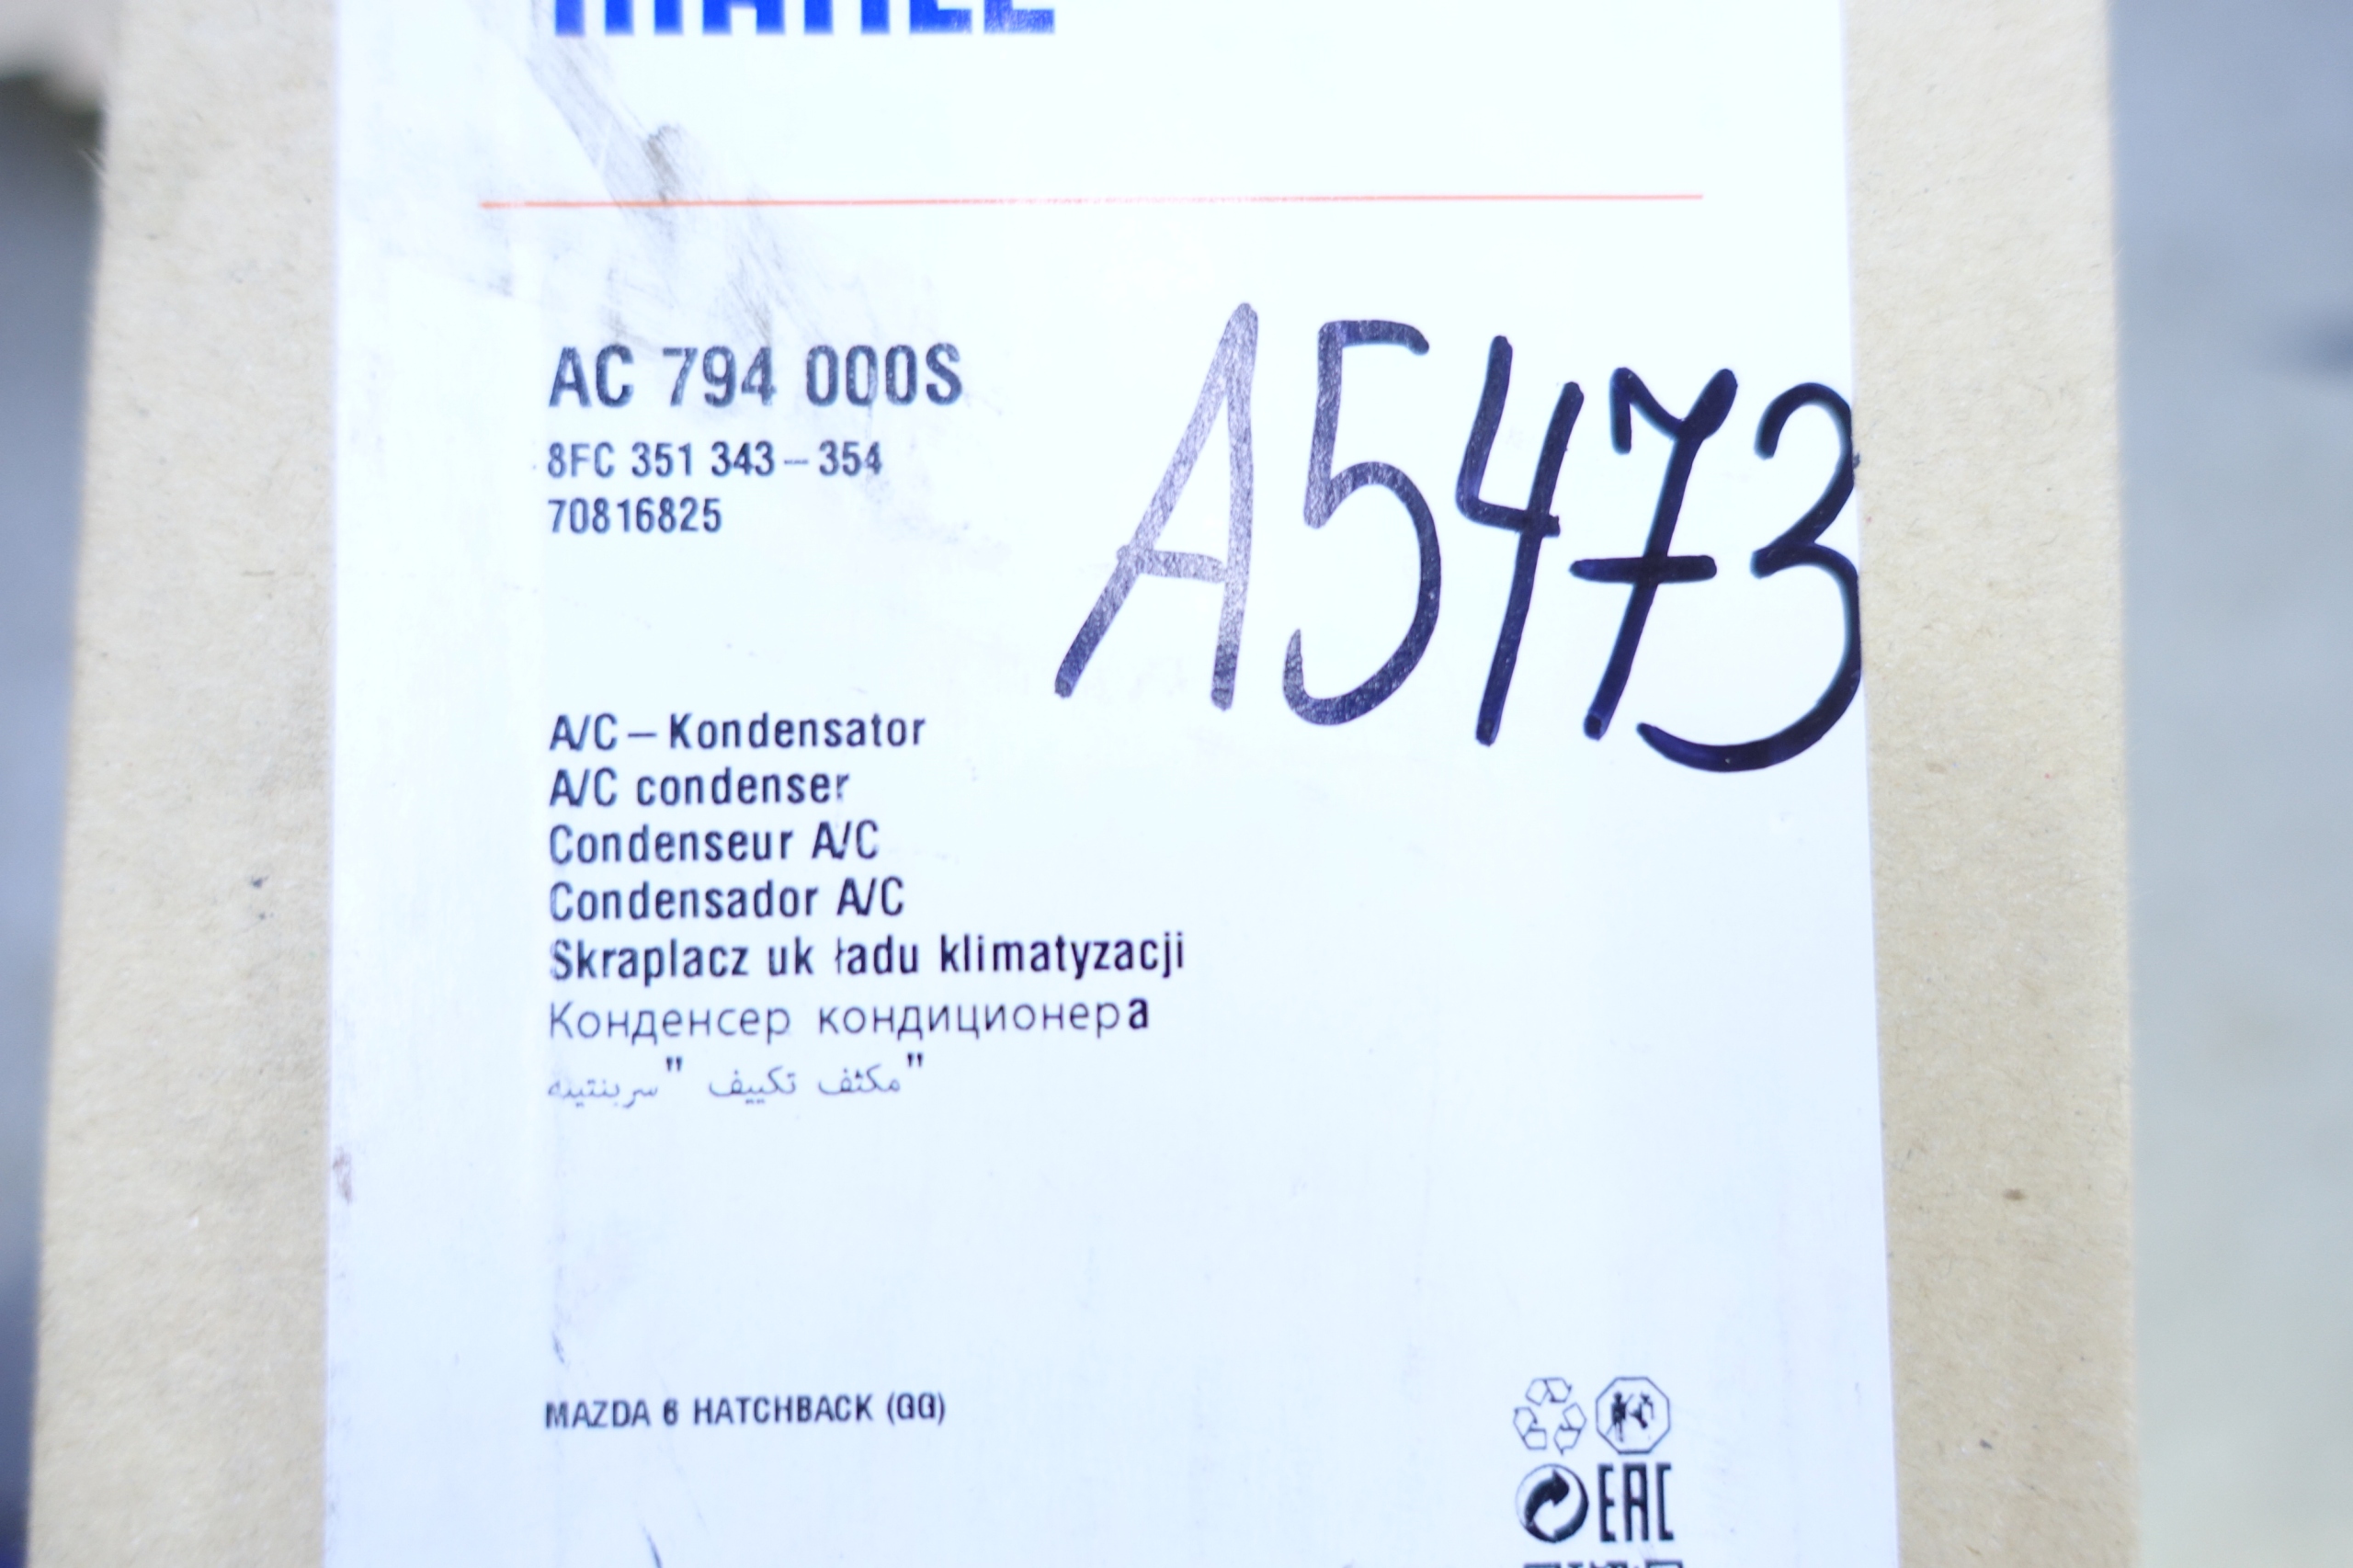 MAHLE
AC 794 000S
8FC 351 343-354
70816825
A5473
A/C-Kondensator
A/C condenser
Condenseur A/C
Condensador A/C
Skraplacz uk ładu klimatyzacji
Конденсер кондиционера
"مكثف تكييف "سربنتينه
MAZDA 6 HATCHBACK (GG)
EAC